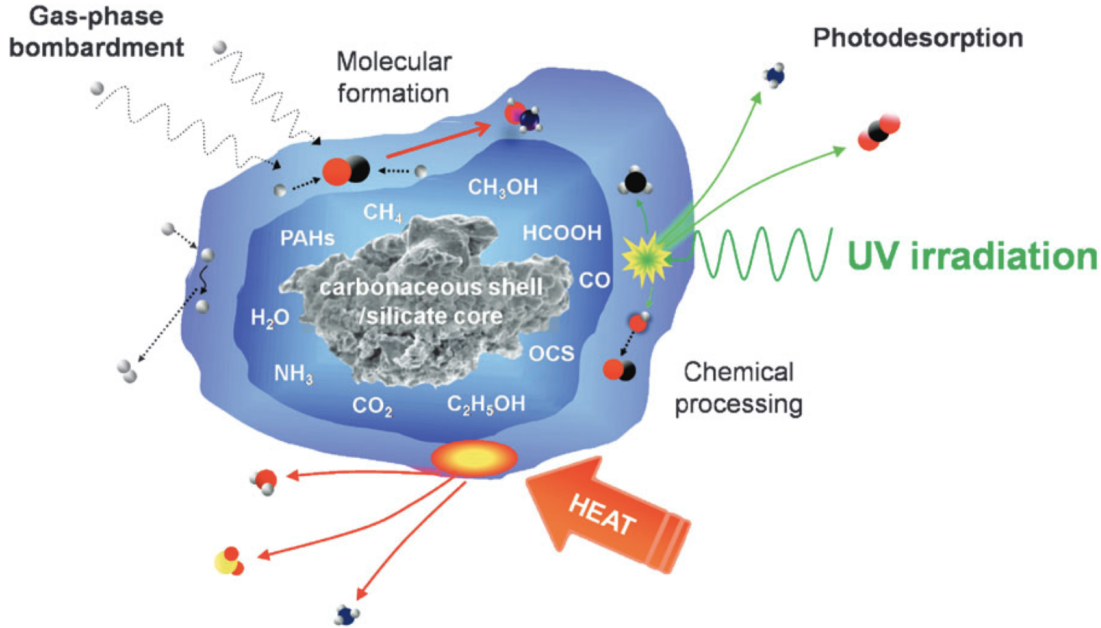 Gas-phase
bombardment
Molecular
formation
Photodesorption
CH₃OH
CH₄
PAHs
HCOOH
UV irradiation
carbonaceous shell
/silicate core
CO
H₂O
OCS
NH₃
Chemical
processing
CO₂
C₂H₅OH
HEAT